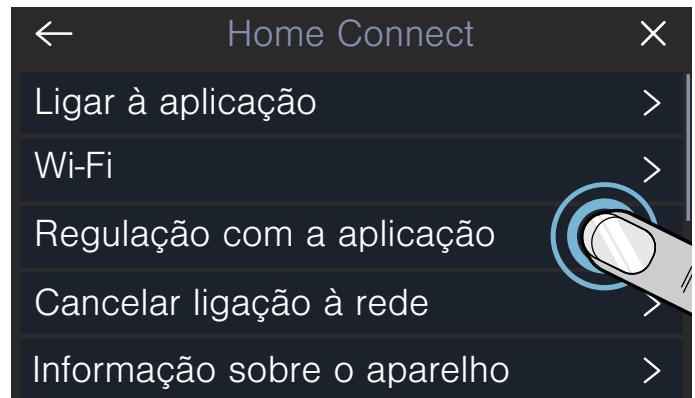 Home Connect
Ligar à aplicação
Wi-Fi
Regulação com a aplicação
Cancelar ligação à rede
Informação sobre o aparelho